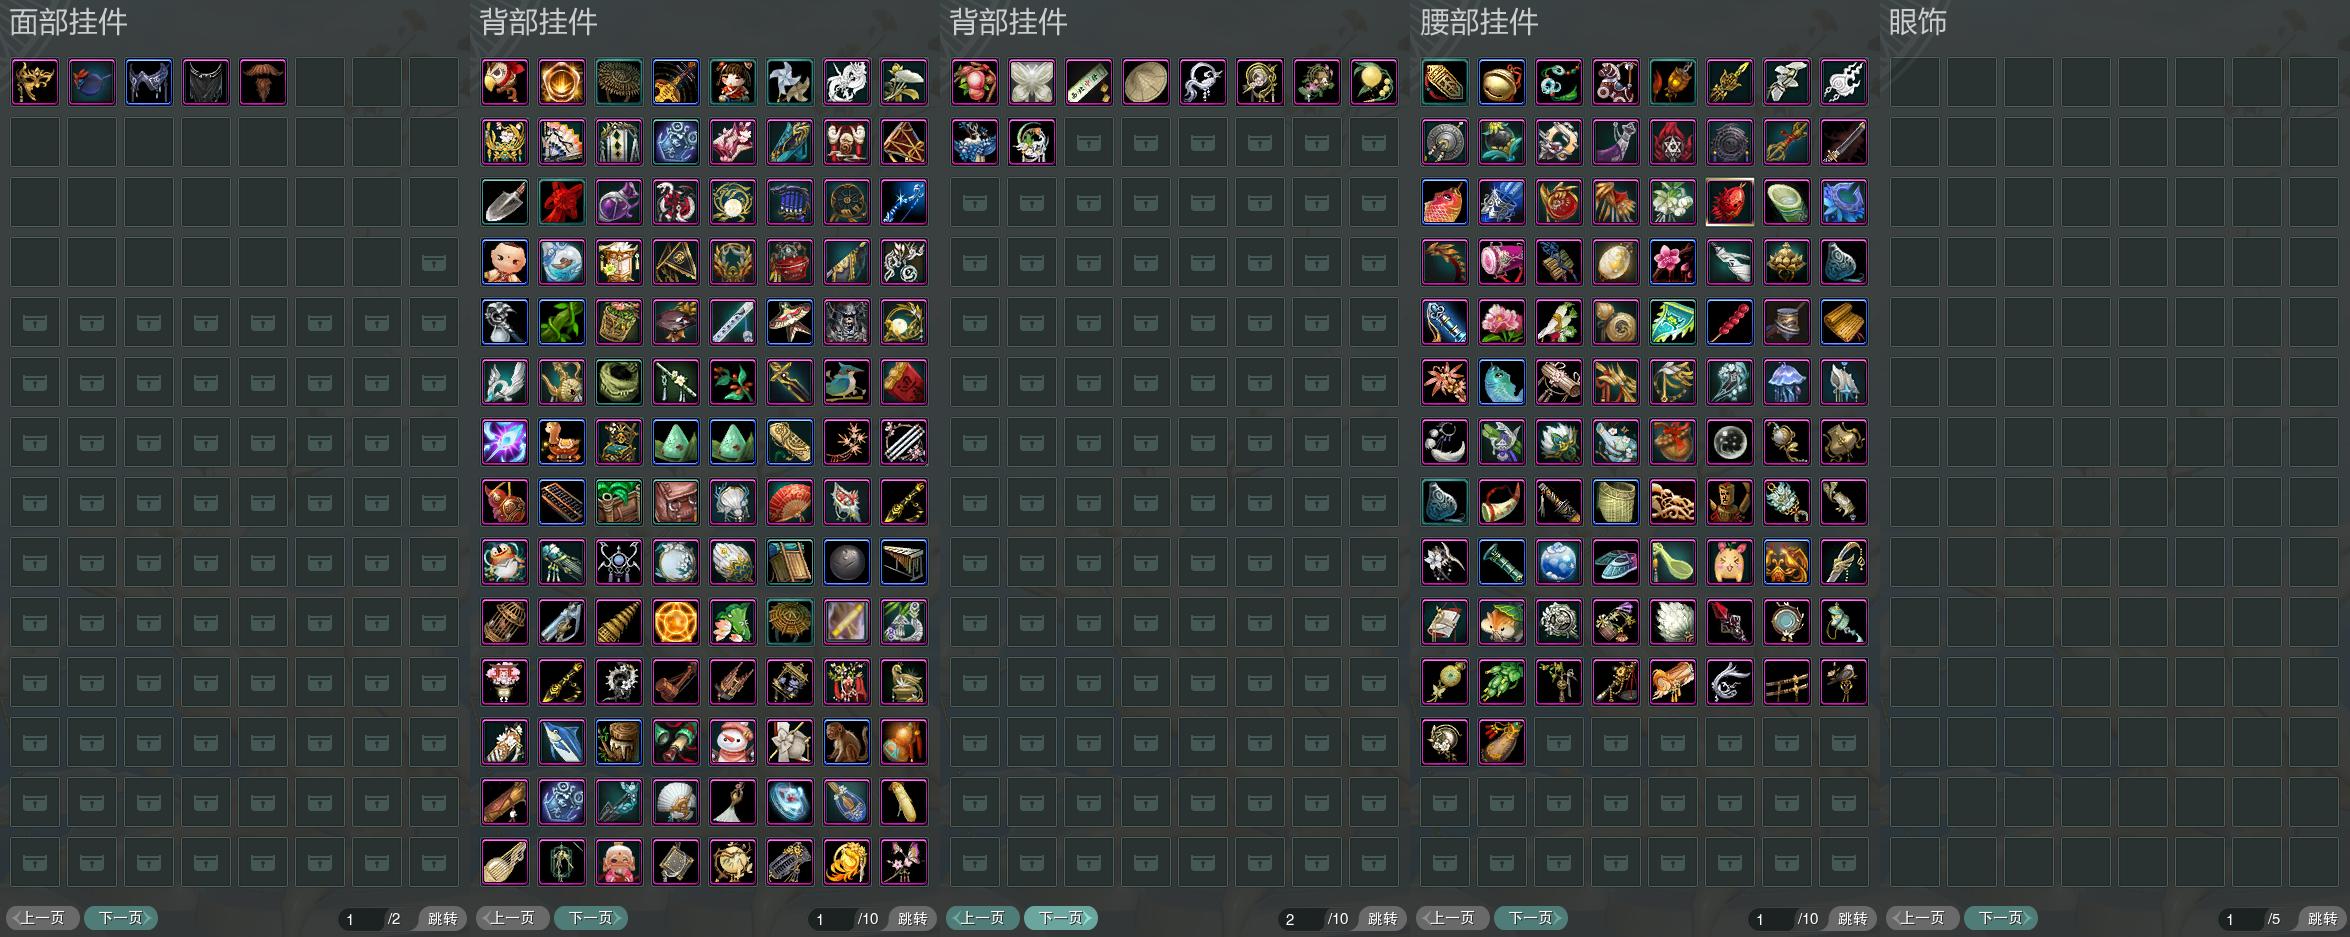 面部挂件
背部挂件
背部挂件
腰部挂件
眼饰
上一页 下一页 1 /2 跳转
上一页 下一页 1 /10 跳转
上一页 下一页 2 /10 跳转
上一页 下一页 1 /10 跳转
上一页 下一页 1 /5 跳转